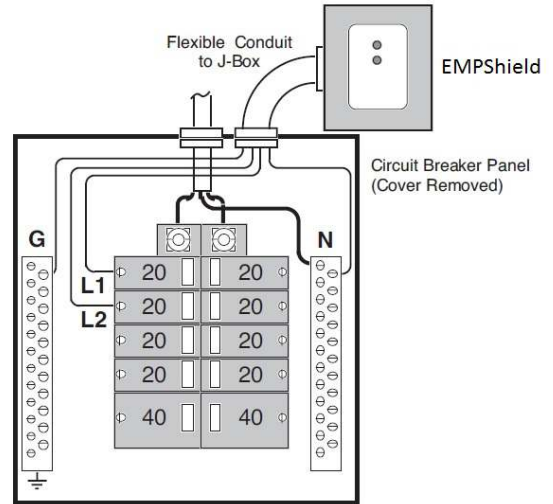 Flexible Conduit
to J-Box
EMPShield
Circuit Breaker Panel
(Cover Removed)
G
N
L1
L2
20 20
20 20
20 20
20 20
40 40